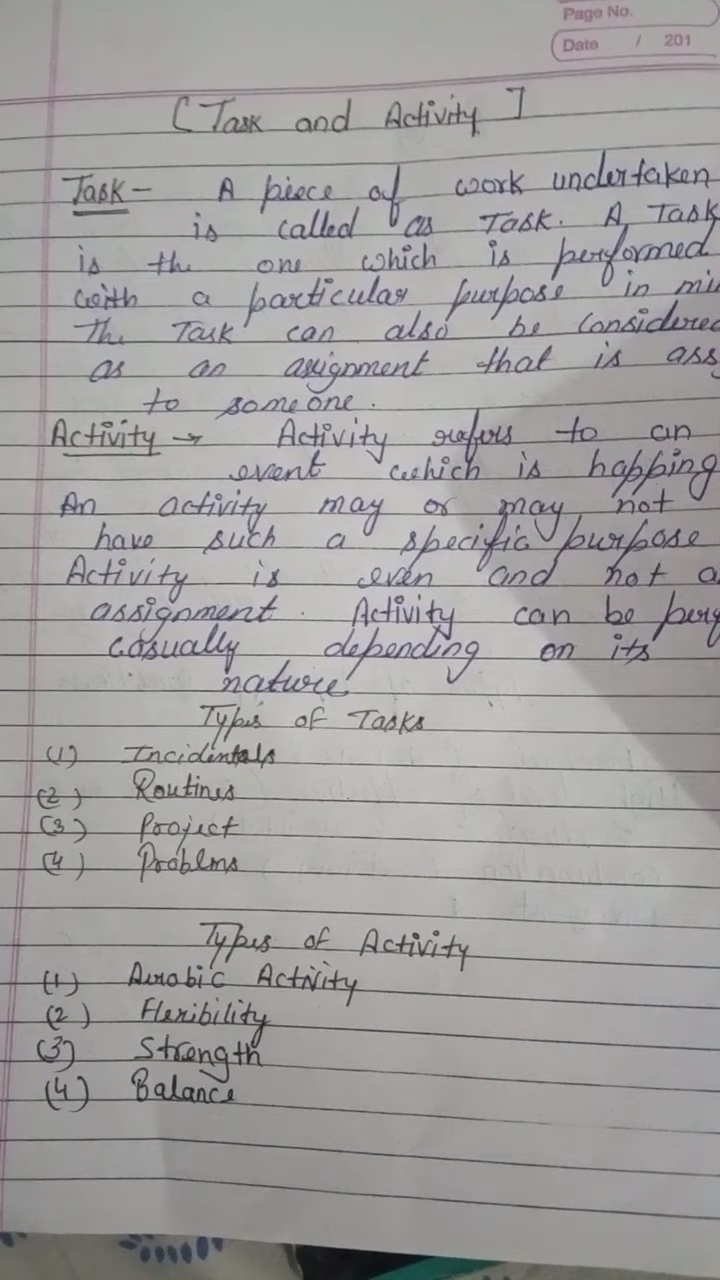 Page No.
Date / 201
[Task and Activity]
Task - A piece of work undertaken
is called as Task. A Task
is the one which is performed
with a particular purpose in mi
The Task can also be Considered
as an assignment that is ass
to someone.
Activity → Activity refers to an
event which is happing
An activity may or may not
have such a specific purpose
Activity is even and not a
assignment. Activity can be perf
casually depending on its
nature.
Types of Tasks
(1) Incidentals
(2) Routines
(3) Project
(4) Problms
Types of Activity
(1) Aerobic Activity
(2) Flexibility
(3) Strength
(4) Balance